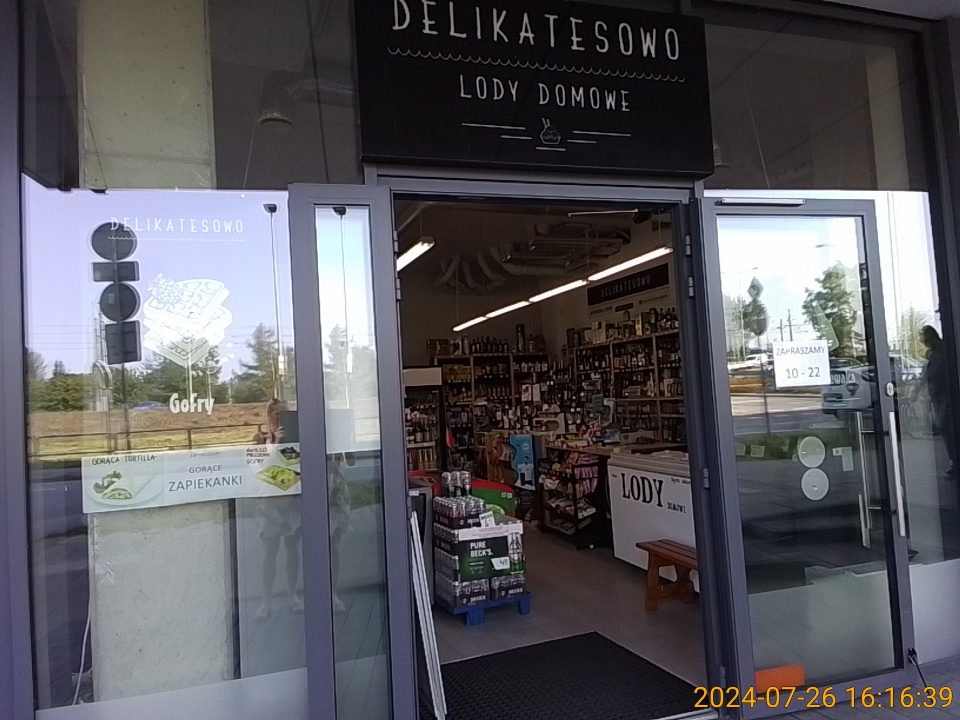 DELIKATESOWO
LODY DOMOWE
DELIKATESOWO
Gofry
GORĄCA TORTILLA
GORĄCE
ZAPIEKANKI
DELIKATESOWO
ZAPRASZAMY
10 - 22
LODY
DOMOWE
PURE
BECK'S
2024-07-26 16:16:39